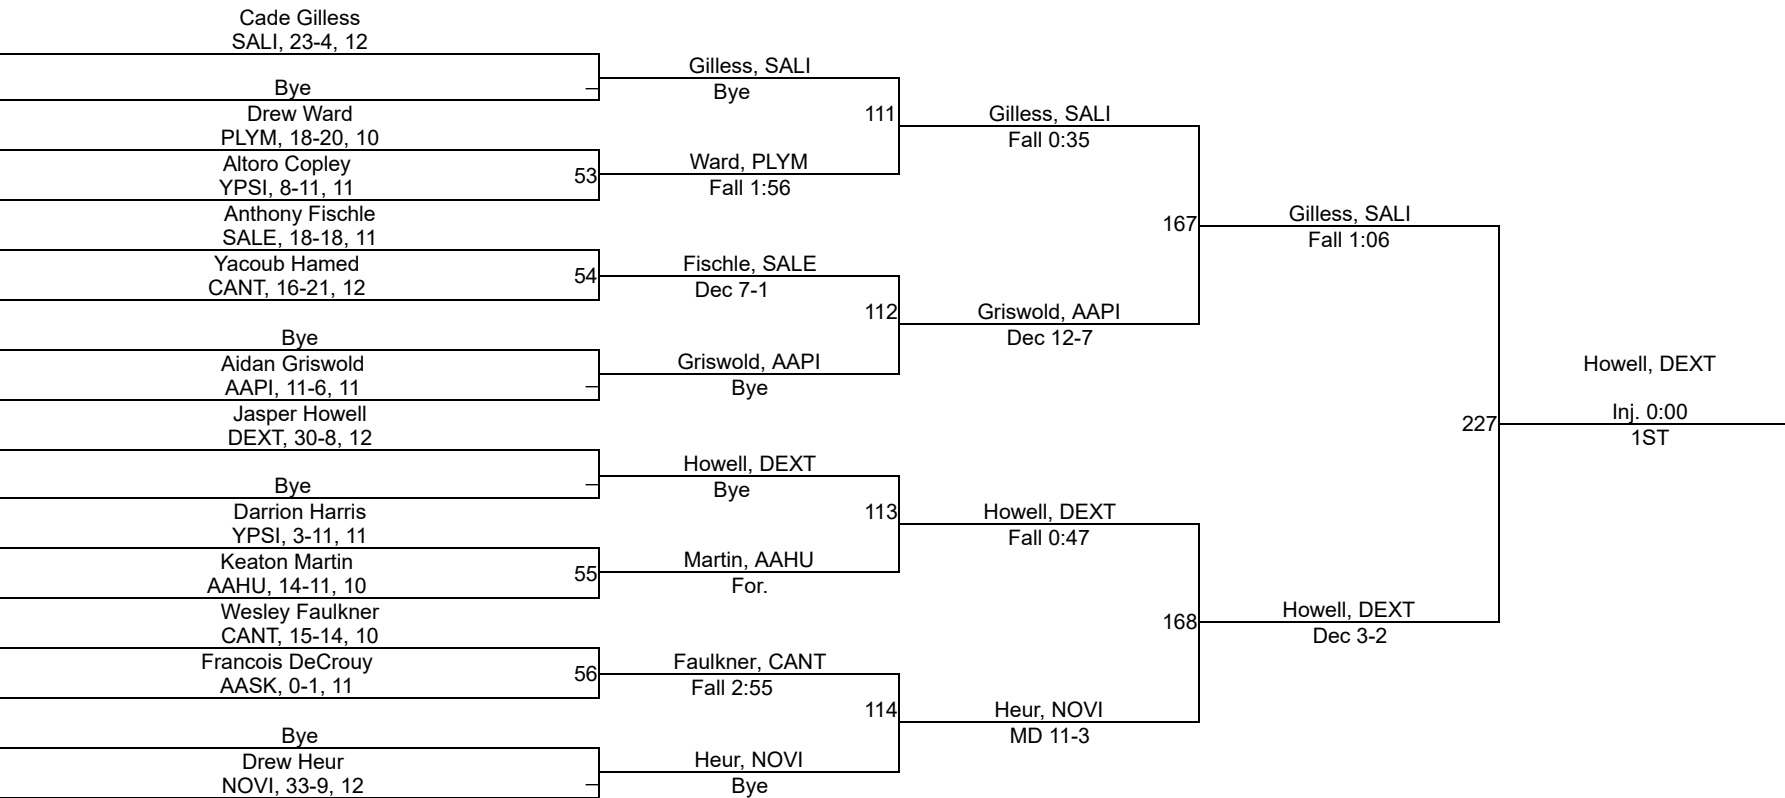 Cade Gilless
SALI, 23-4, 12
Bye
Drew Ward
PLYM, 18-20, 10
Altoro Copley
YPSI, 8-11, 11
Anthony Fischle
SALE, 18-18, 11
Yacoub Hamed
CANT, 16-21, 12
Bye
Aidan Griswold
AAPI, 11-6, 11
Jasper Howell
DEXT, 30-8, 12
Bye
Darrion Harris
YPSI, 3-11, 11
Keaton Martin
AAHU, 14-11, 10
Wesley Faulkner
CANT, 15-14, 10
Francois DeCrouy
AASK, 0-1, 11
Bye
Drew Heur
NOVI, 33-9, 12
–
53
54
–
–
55
56
–
Gilless, SALI
Bye
Ward, PLYM
Fall 1:56
Fischle, SALE
Dec 7-1
Griswold, AAPI
Bye
Howell, DEXT
Bye
Martin, AAHU
For.
Faulkner, CANT
Fall 2:55
Heur, NOVI
Bye
111
112
113
114
Gilless, SALI
Fall 0:35
Griswold, AAPI
Dec 12-7
Howell, DEXT
Fall 0:47
Heur, NOVI
MD 11-3
167
168
Gilless, SALI
Fall 1:06
Howell, DEXT
Dec 3-2
227
Howell, DEXT
Inj. 0:00
1ST